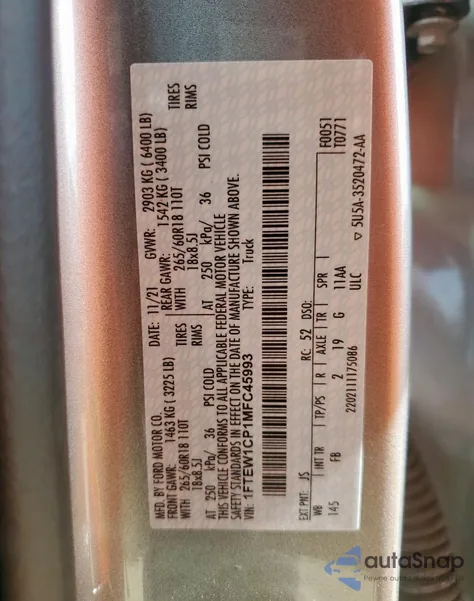 MFD. BY FORD MOTOR CO.
DATE: 11/21 GVWR: 2903 KG ( 6400 LB)
FRONT GAWR: 1463 KG ( 3225 LB) REAR GAWR: 1542 KG ( 3400 LB)
WITH 265/60R18 110T TIRES WITH 265/60R18 110T TIRES
18x8.5J RIMS 18x8.5J RIMS
AT 250 kPa/ 36 PSI COLD AT 250 kPa/ 36 PSI COLD
THIS VEHICLE CONFORMS TO ALL APPLICABLE FEDERAL MOTOR VEHICLE
SAFETY STANDARDS IN EFFECT ON THE DATE OF MANUFACTURE SHOWN ABOVE.
VIN: 1FTEW1CP1MFC45993 TYPE: Truck
F0051
T0771
EXT PNT: JS RC: 52 DSO:
WB INT TR TP/PS R AXLE TR SPR
145 FB 2 19 G 11AA
ULC
2202111175086
▽ 5U5A-3520472-AA
autaSnap
Pewne auta z